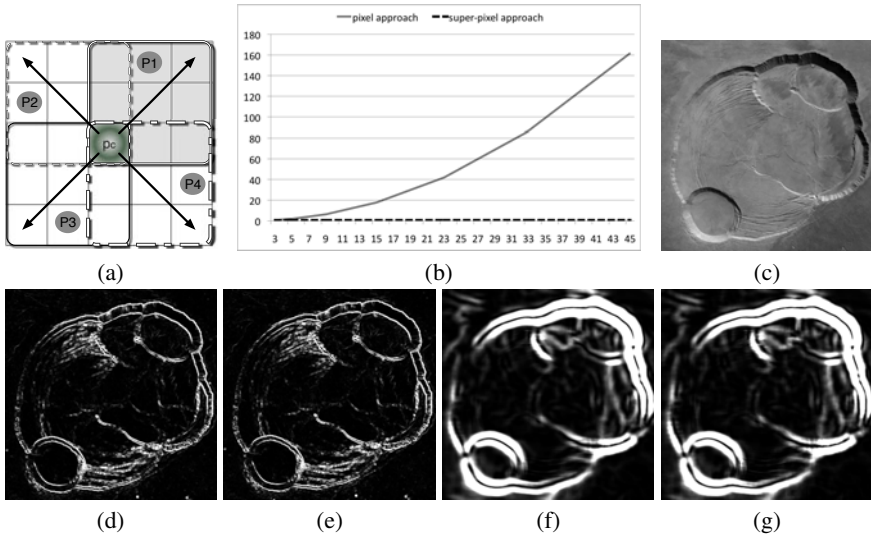 P1
P2
pc
P4
P3
(a)
pixel approach super-pixel approach
180
160
140
120
100
80
60
40
20
0
3 5 7 9 11 13 15 17 19 21 23 25 27 29 31 33 35 37 39 41 43 45
(b)
(c)
(d)
(e)
(f)
(g)